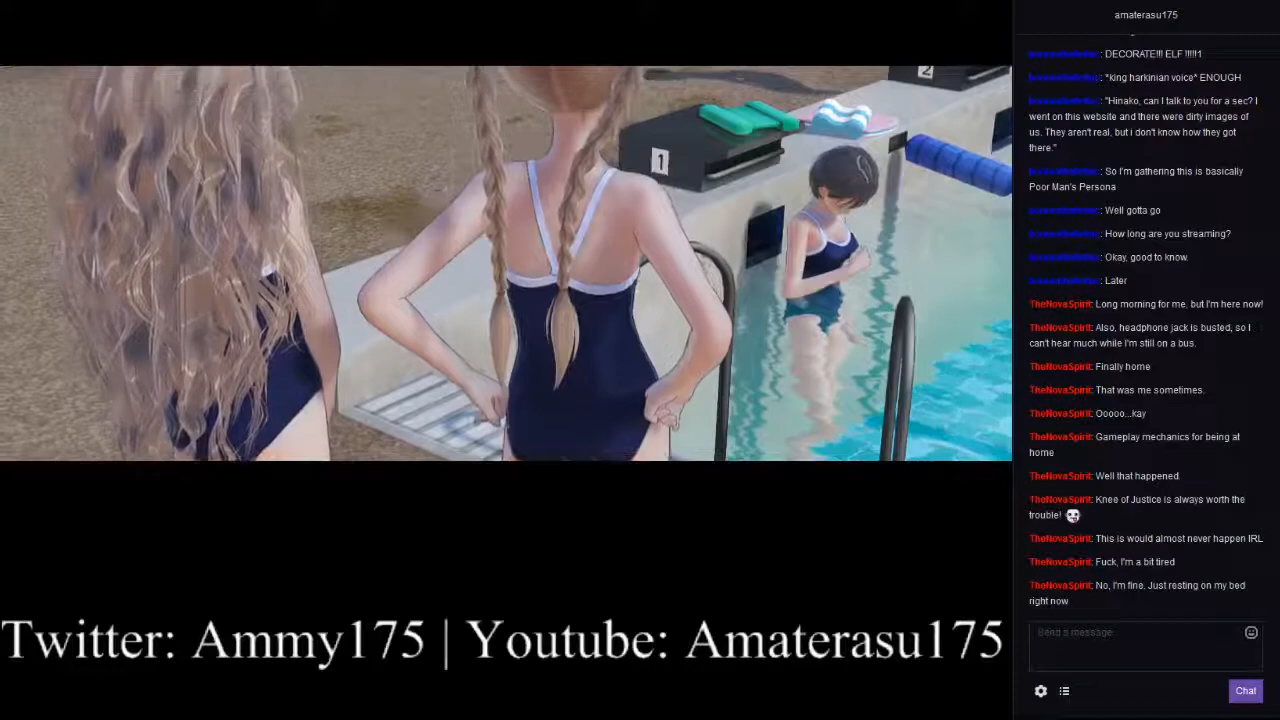 amaterasu175
: DECORATE!!! ELF !!!!!1
: *king harkinian voice* ENOUGH
: "Hinako, can I talk to you for a sec? I
went on this website and there were dirty images of
us. They aren't real, but i don't know how they got
there."
: So I'm gathering this is basically
Poor Man's Persona
: Well gotta go
: How long are you streaming?
: Okay, good to know.
: Later
TheNovaSpirit: Long morning for me, but I'm here now!
TheNovaSpirit: Also, headphone jack is busted, so I
can't hear much while I'm still on a bus.
TheNovaSpirit: Finally home
TheNovaSpirit: That was me sometimes.
TheNovaSpirit: Ooooo...kay
TheNovaSpirit: Gameplay mechanics for being at
home
TheNovaSpirit: Well that happened.
TheNovaSpirit: Knee of Justice is always worth the
trouble!
TheNovaSpirit: This is would almost never happen IRL
TheNovaSpirit: Fuck, I'm a bit tired
TheNovaSpirit: No, I'm fine. Just resting on my bed
right now
Send a message
Chat
1
2
Twitter: Ammy175 | Youtube: Amaterasu175